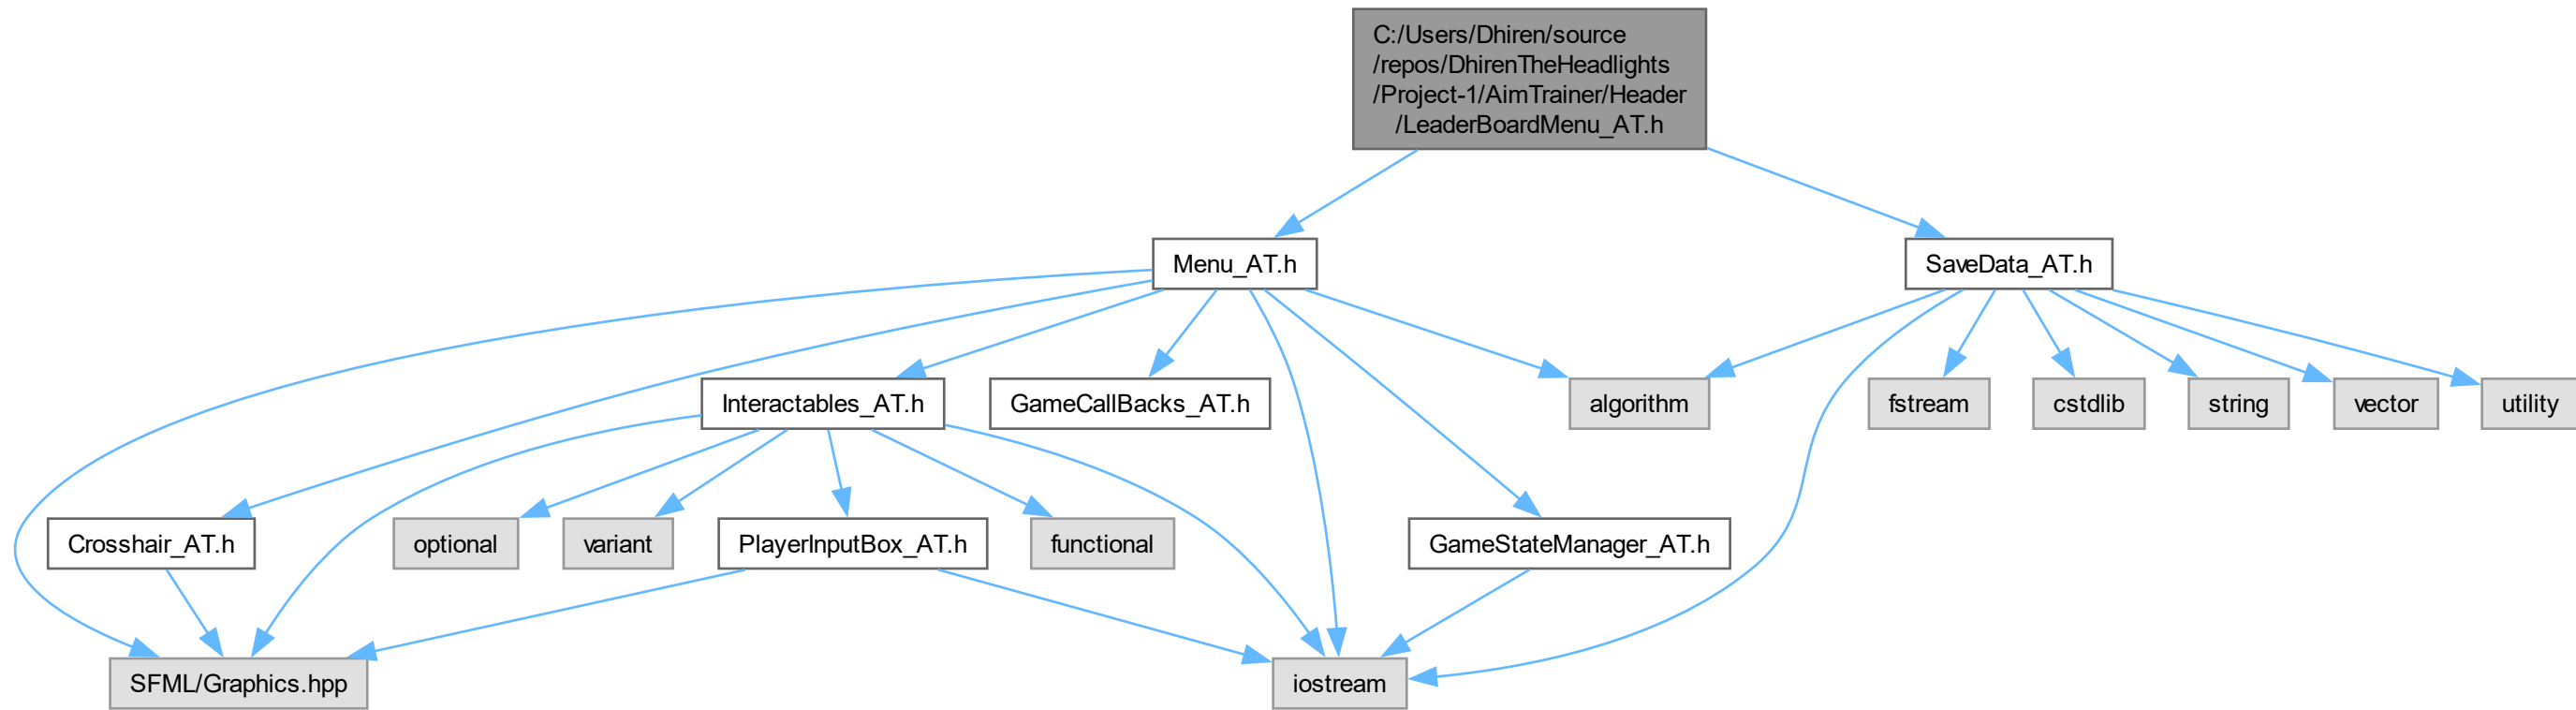 C:/Users/Dhiren/source
/repos/DhirenTheHeadlights
/Project-1/AimTrainer/Header
/LeaderBoardMenu_AT.h
Menu_AT.h
SaveData_AT.h
Interactables_AT.h
GameCallBacks_AT.h
algorithm
fstream
cstdlib
string
vector
utility
Crosshair_AT.h
optional
variant
PlayerInputBox_AT.h
functional
GameStateManager_AT.h
SFML/Graphics.hpp
iostream